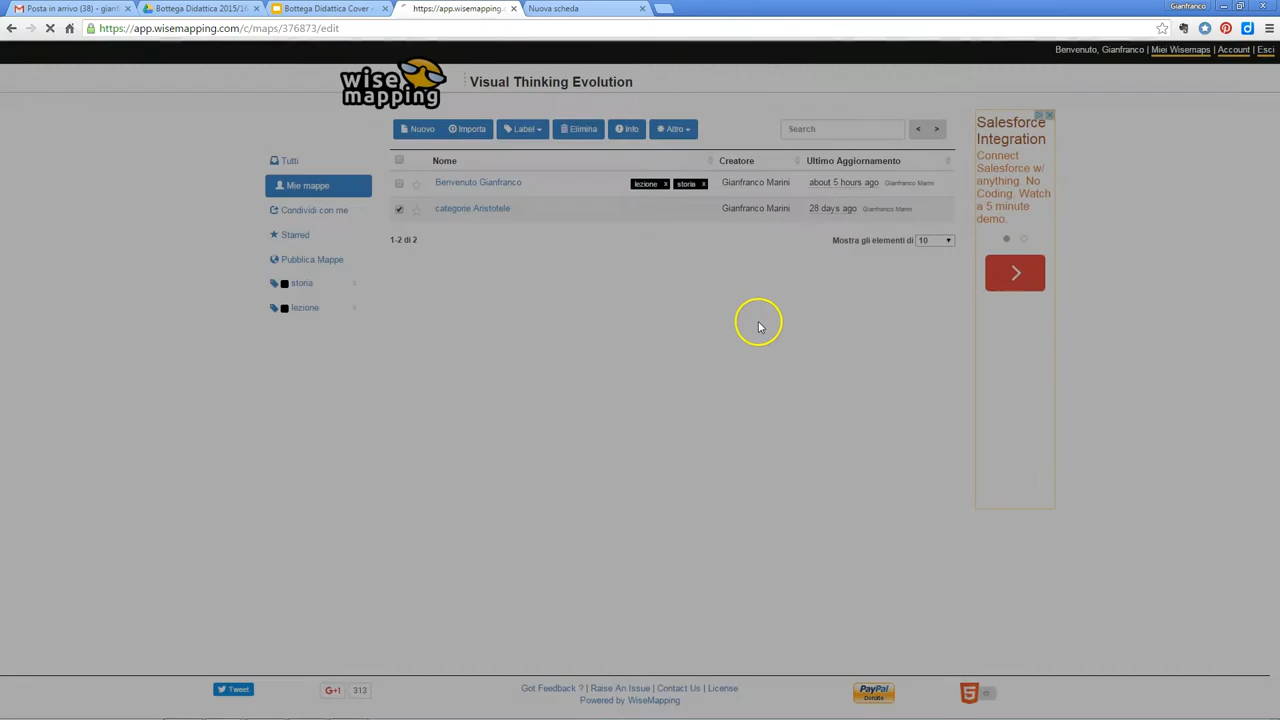 Posta in arrivo (38) - gianf
Bottega Didattica 2015/16
Bottega Didattica Cover -
https://app.wisemapping.
Nuova scheda
Gianfranco
https://app.wisemapping.com/c/maps/376873/edit
Benvenuto, Gianfranco | Miei Wisemaps | Account | Esci
wise mapping
Visual Thinking Evolution
Nuovo
Importa
Label
Elimina
Info
Altro
Search
<
>
Tutti
Mie mappe
Condividi con me
Starred
Pubblica Mappe
storia
lezione
Nome
Creatore
Ultimo Aggiornamento
Benvenuto Gianfranco
lezione x
storia x
Gianfranco Marini
about 5 hours ago
Gianfranco Marini
categorie Aristotele
Gianfranco Marini
28 days ago
Gianfranco Marini
1-2 di 2
Mostra gli elementi di 10
Salesforce
Integration
Connect
Salesforce w/
anything. No
Coding. Watch
a 5 minute
demo.
Tweet
G+1
313
Got Feedback ? | Raise An Issue | Contact Us | License
Powered by WiseMapping
PayPal
Donate
5